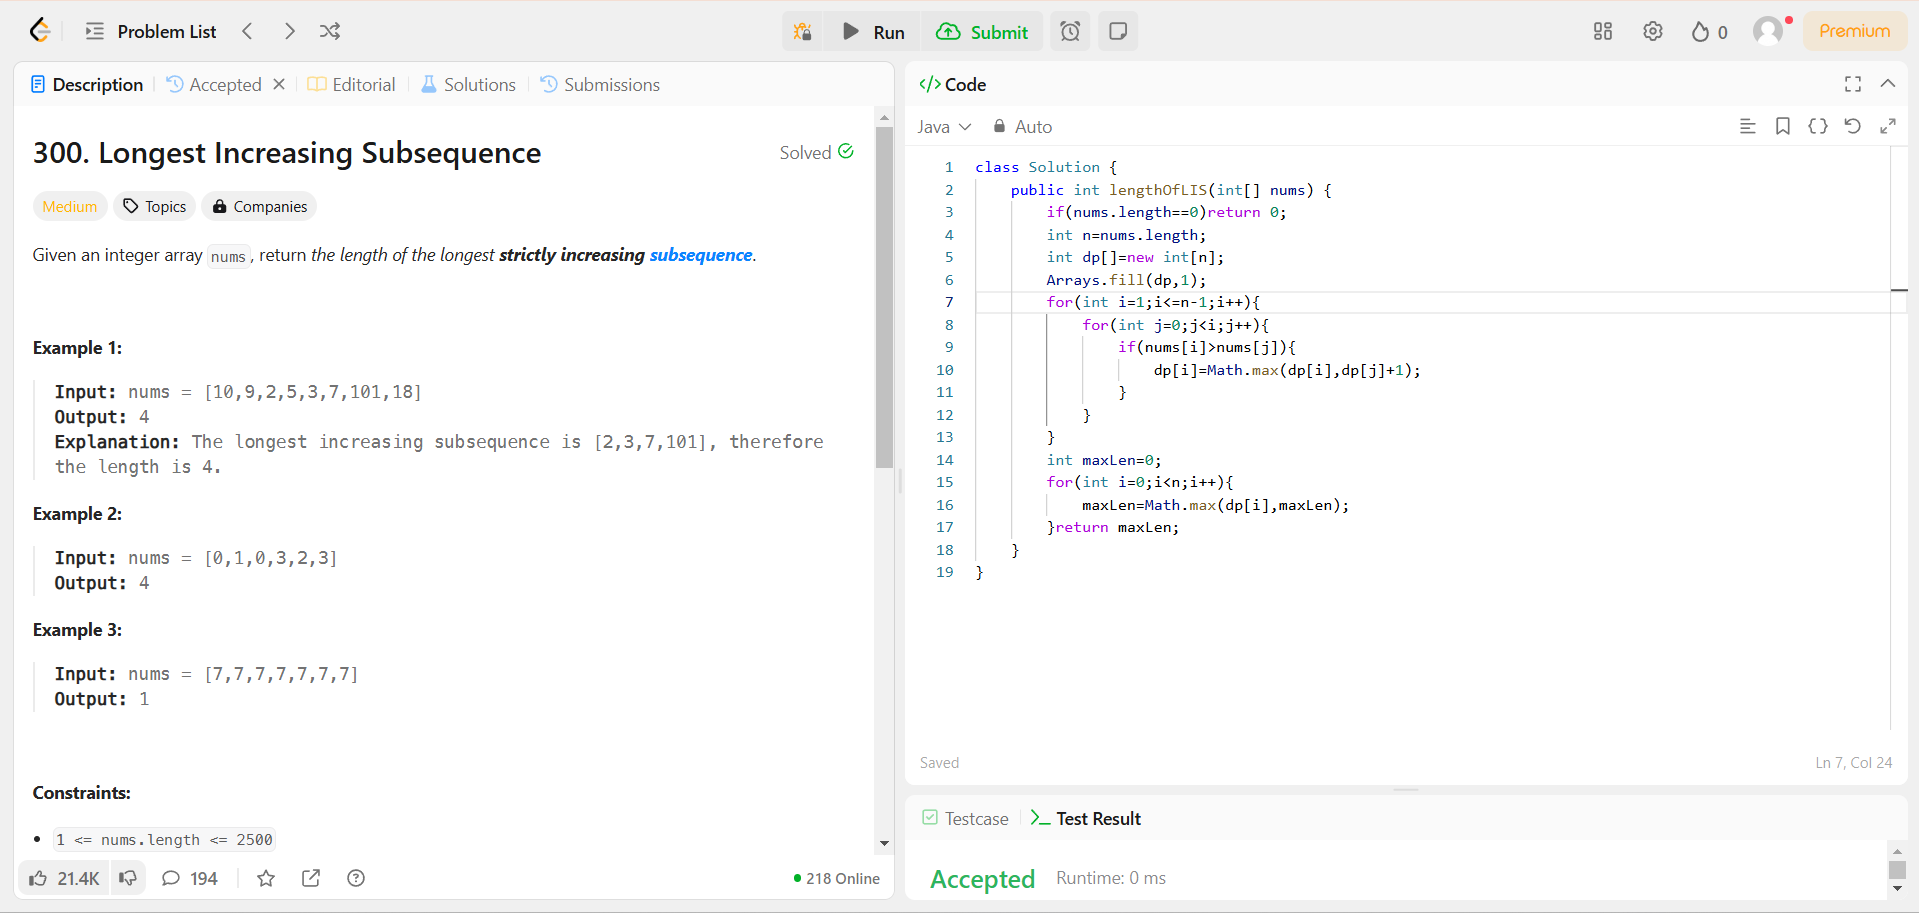 Problem List
Run
Submit
0
Premium
Description
Accepted
Editorial
Solutions
Submissions
300. Longest Increasing Subsequence
Solved
Medium
Topics
Companies
Given an integer array nums, return the length of the longest strictly increasing subsequence.
Example 1:
Input: nums = [10,9,2,5,3,7,101,18]
Output: 4
Explanation: The longest increasing subsequence is [2,3,7,101], therefore
the length is 4.
Example 2:
Input: nums = [0,1,0,3,2,3]
Output: 4
Example 3:
Input: nums = [7,7,7,7,7,7,7]
Output: 1
Constraints:
• 1 <= nums.length <= 2500
21.4K
194
218 Online
</> Code
Java
Auto
1 class Solution {
2 public int lengthOfLIS(int[] nums) {
3 if(nums.length==0)return 0;
4 int n=nums.length;
5 int dp[]=new int[n];
6 Arrays.fill(dp,1);
7 for(int i=1;i<=n-1;i++){
8 for(int j=0;j<i;j++){
9 if(nums[i]>nums[j]){
10 dp[i]=Math.max(dp[i],dp[j]+1);
11 }
12 }
13 }
14 int maxLen=0;
15 for(int i=0;i<n;i++){
16 maxLen=Math.max(dp[i],maxLen);
17 }return maxLen;
18 }
19 }
Saved
Ln 7, Col 24
Testcase
Test Result
Accepted
Runtime: 0 ms